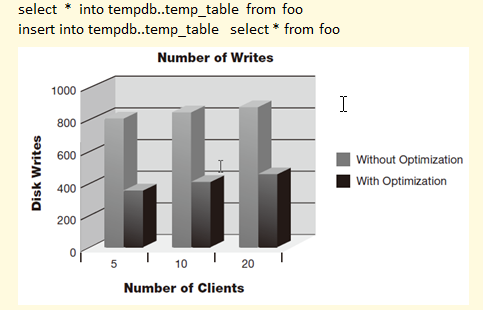 select * into tempdb..temp_table from foo
insert into tempdb..temp_table select * from foo
Number of Writes
1000
800
600
400
200
0
Disk Writes
5 10 20
Number of Clients
Without Optimization
With Optimization